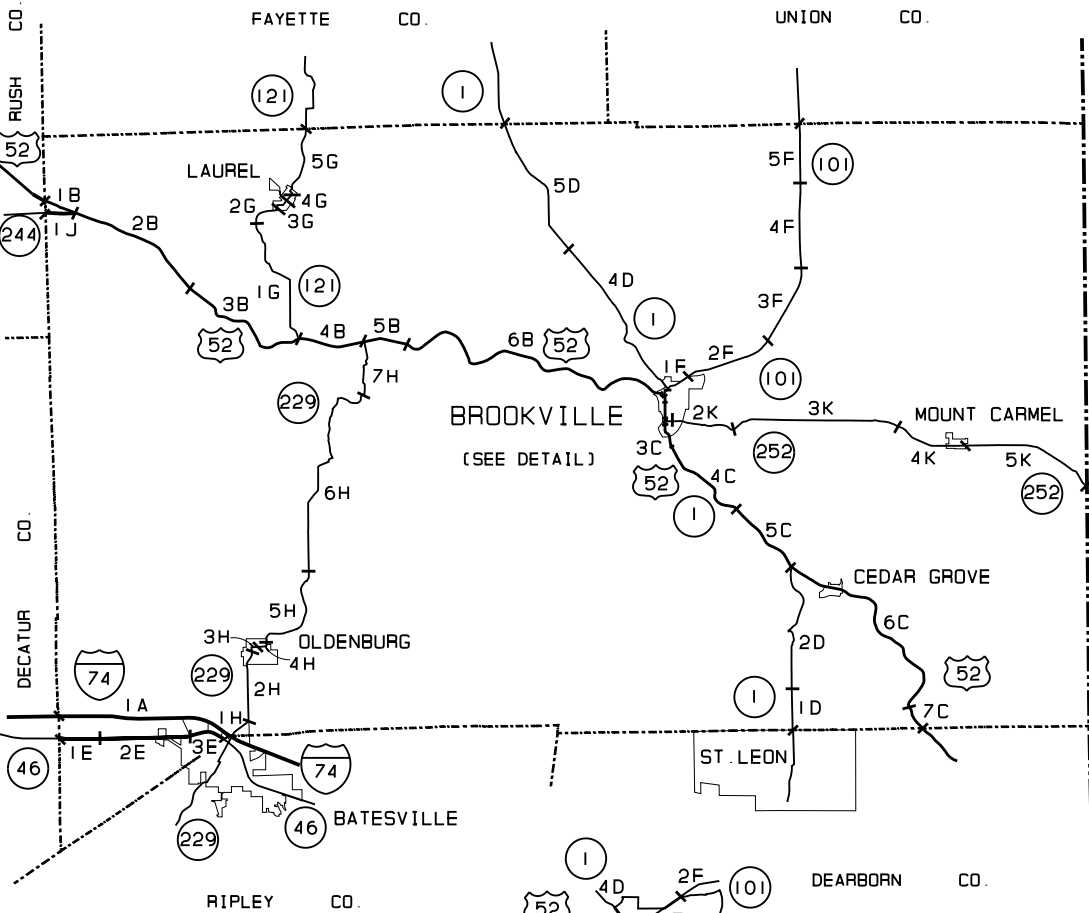 FAYETTE CO.
UNION CO.
RUSH CO.
121
1
52
LAUREL
5G
5F
101
1B
2G
4G
3G
5D
244
1J
2B
4F
1G
121
4D
3B
1
3F
52
4B
5B
6B
52
1F
2F
7H
101
229
BROOKVILLE
2K
3K
MOUNT CARMEL
(SEE DETAIL)
3C
252
4K
5K
52
4C
252
6H
1
DECATUR CO.
5C
CEDAR GROVE
5H
6C
3H
OLDENBURG
4H
2D
74
229
2H
52
1A
1
1D
7C
1H
1E
2E
3E
46
74
ST. LEON
229
46
BATESVILLE
1
4D
2F
101
DEARBORN CO.
52
RIPLEY CO.